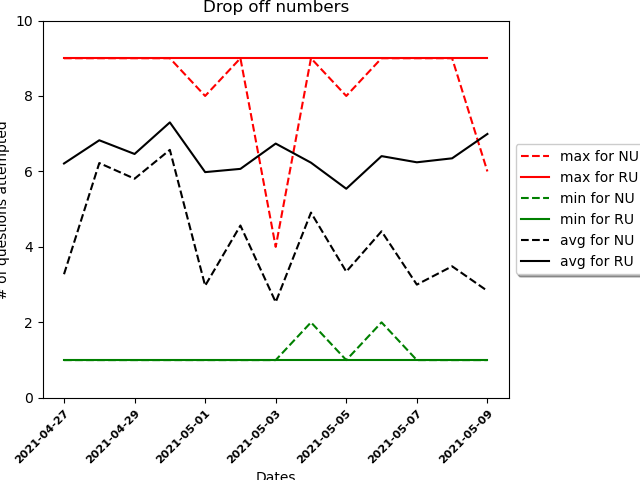 Drop off numbers
# of questions attempted
10
8
6
4
2
0
2021-04-27
2021-04-29
2021-05-01
2021-05-03
2021-05-05
2021-05-07
2021-05-09
Dates
max for NU
max for RU
min for NU
min for RU
avg for NU
avg for RU